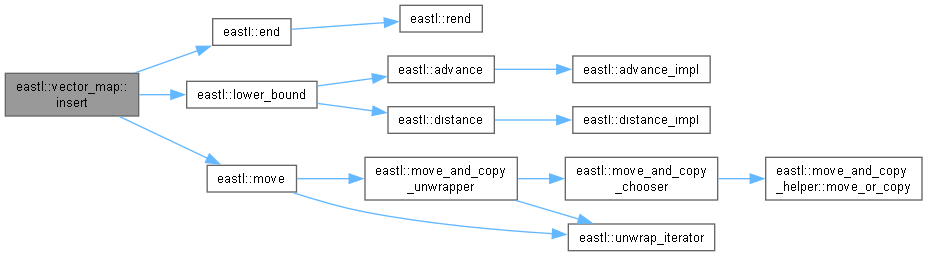 eastl::vector_map::
insert
eastl::end
eastl::rend
eastl::lower_bound
eastl::advance
eastl::advance_impl
eastl::distance
eastl::distance_impl
eastl::move
eastl::move_and_copy
_unwrapper
eastl::move_and_copy
_chooser
eastl::move_and_copy
_helper::move_or_copy
eastl::unwrap_iterator